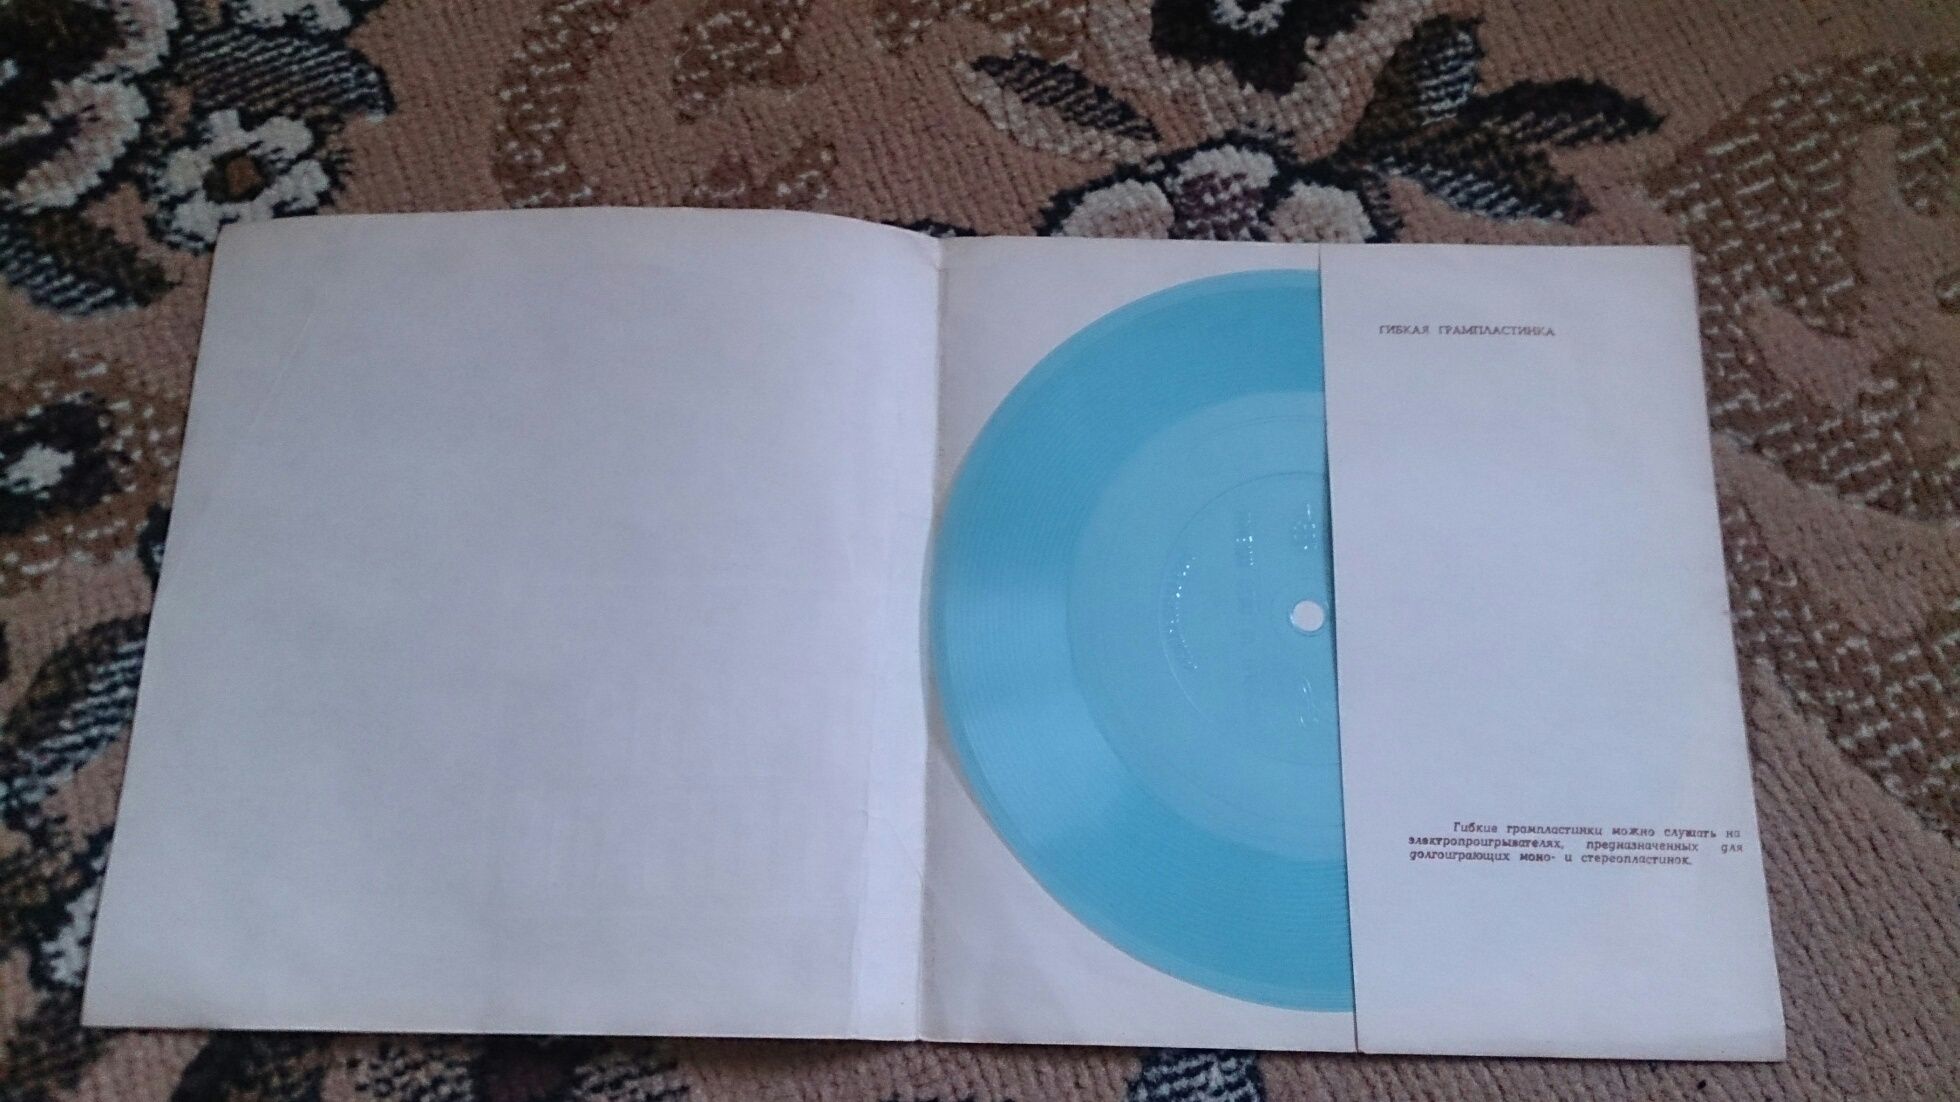 ГИБКАЯ ГРАМПЛАСТИНКА
Гибкие грампластинки можно слушать на
электропроигрывателях, предназначенных для
долгоиграющих моно- и стереопластинок.